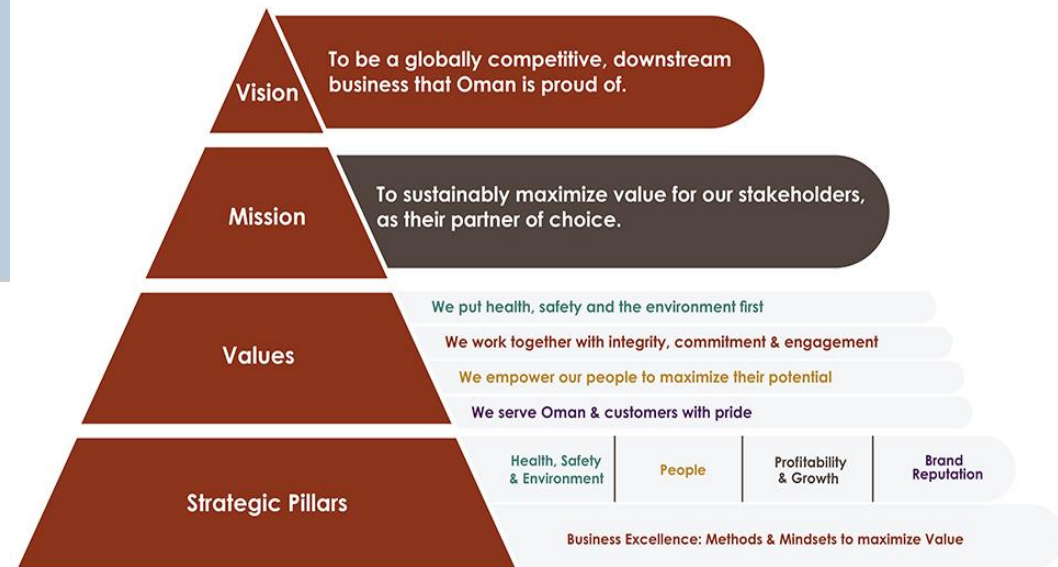 Vision
To be a globally competitive, downstream
business that Oman is proud of.
Mission
To sustainably maximize value for our stakeholders,
as their partner of choice.
Values
We put health, safety and the environment first
We work together with integrity, commitment & engagement
We empower our people to maximize their potential
We serve Oman & customers with pride
Strategic Pillars
Health, Safety
& Environment
People
Profitability
& Growth
Brand
Reputation
Business Excellence: Methods & Mindsets to maximize Value